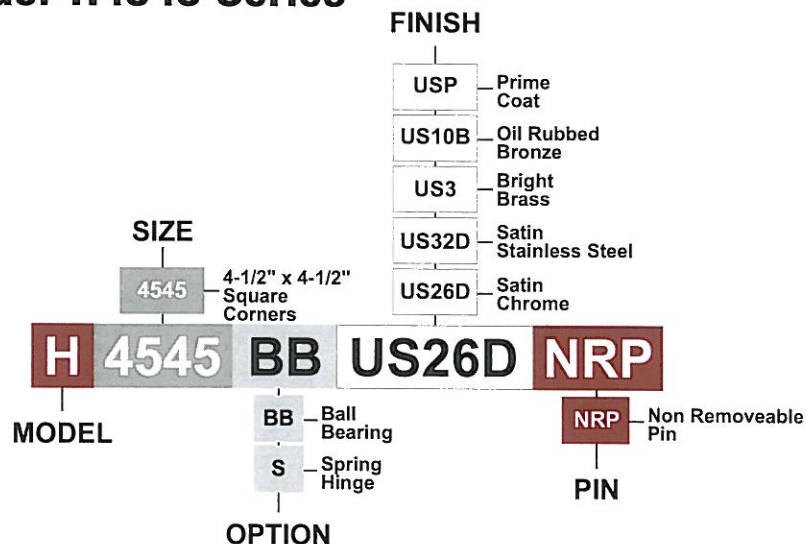 FINISH
USP
Prime
Coat
US10B
Oil Rubbed
Bronze
US3
Bright
Brass
US32D
Satin
Stainless Steel
US26D
Satin
Chrome
SIZE
4545
4-1/2" x 4-1/2"
Square
Corners
H 4545 BB US26D NRP
MODEL
BB
Ball
Bearing
S
Spring
Hinge
OPTION
NRP
Non Removeable
Pin
PIN